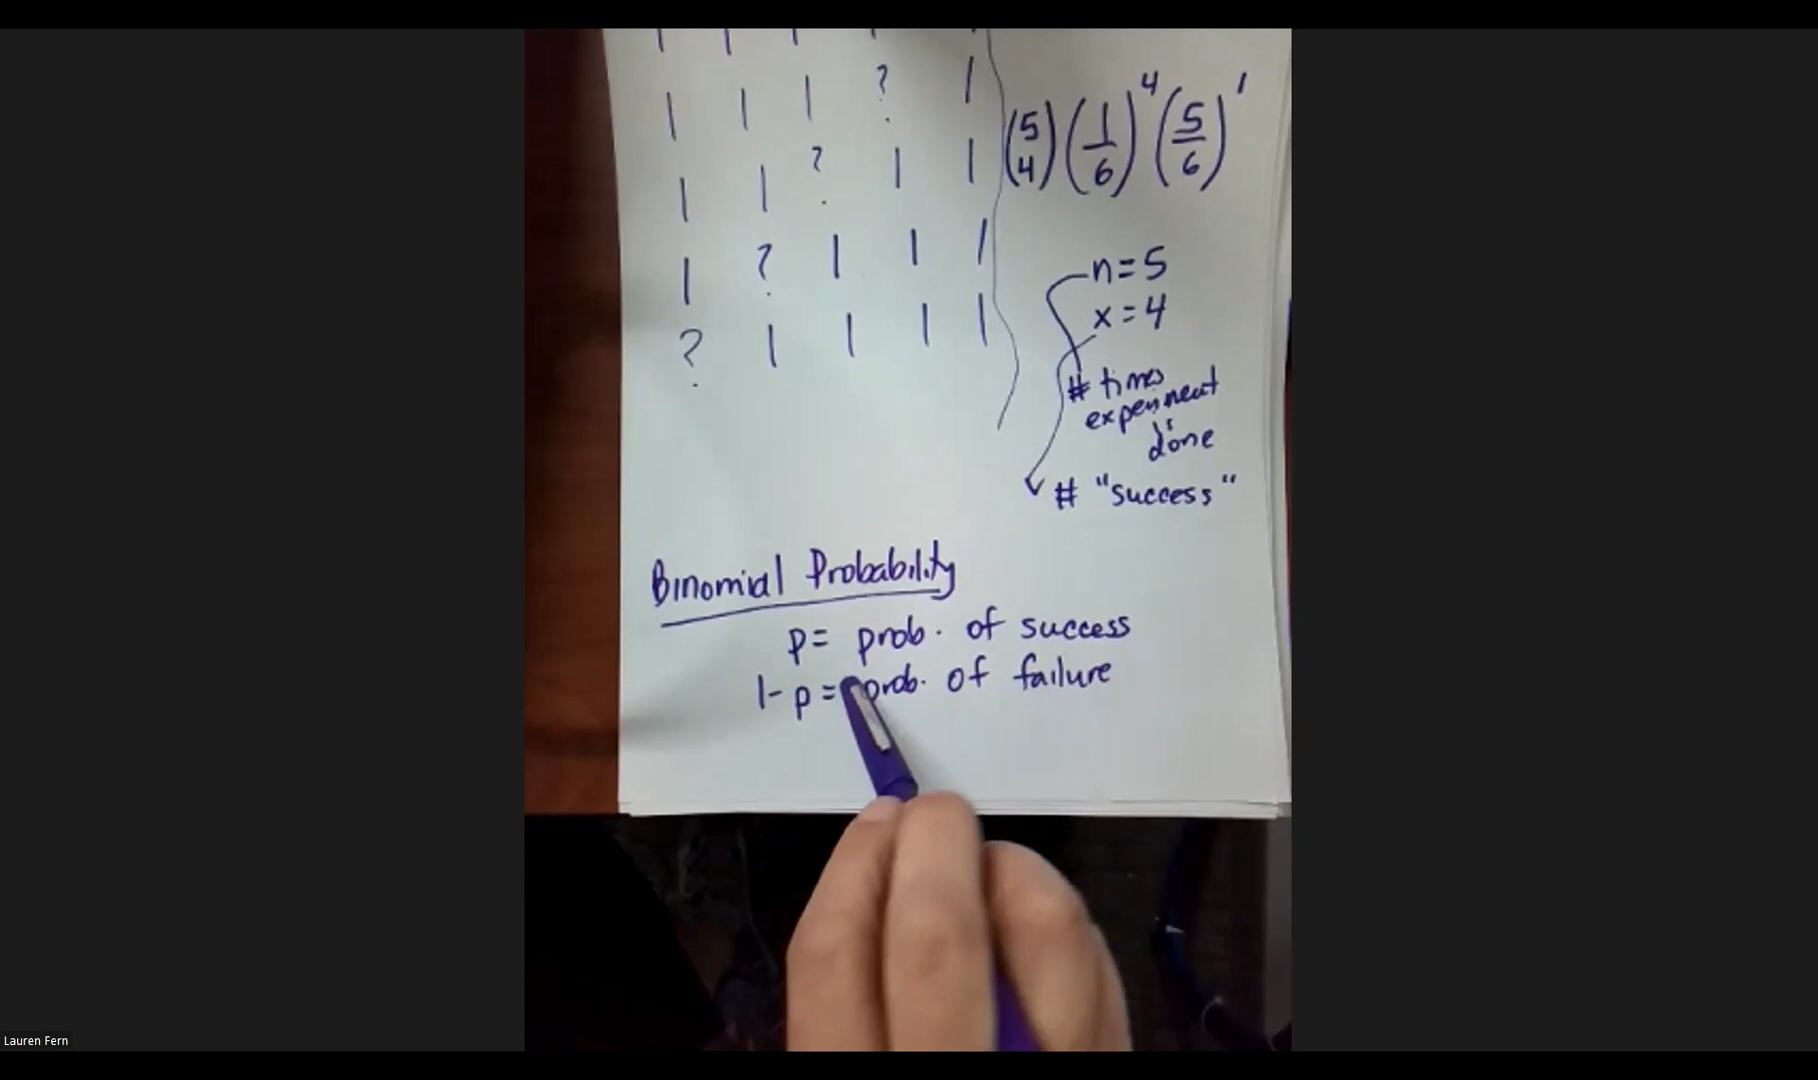 | | | | |
| | | ? |
| | ? | |
| ? | | |
? | | | |
(5 4) (1/6)^4 (5/6)^1
n = 5
x = 4
# times
experiment
done
# "success"
Binomial Probability
p = prob. of success
1 - p = prob. of failure
Lauren Fern